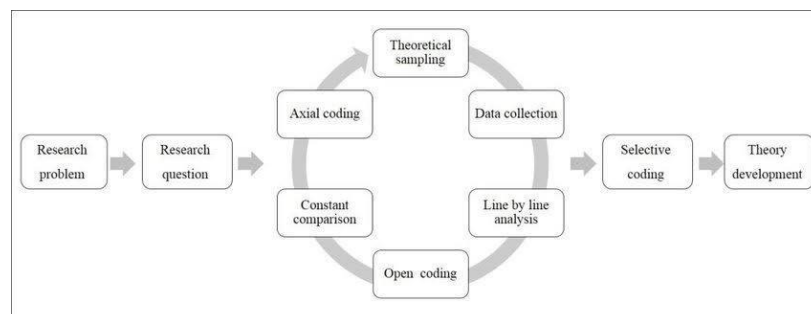 Theoretical
sampling
Axial coding
Data collection
Research
problem
Research
question
Selective
coding
Theory
development
Constant
comparison
Line by line
analysis
Open coding